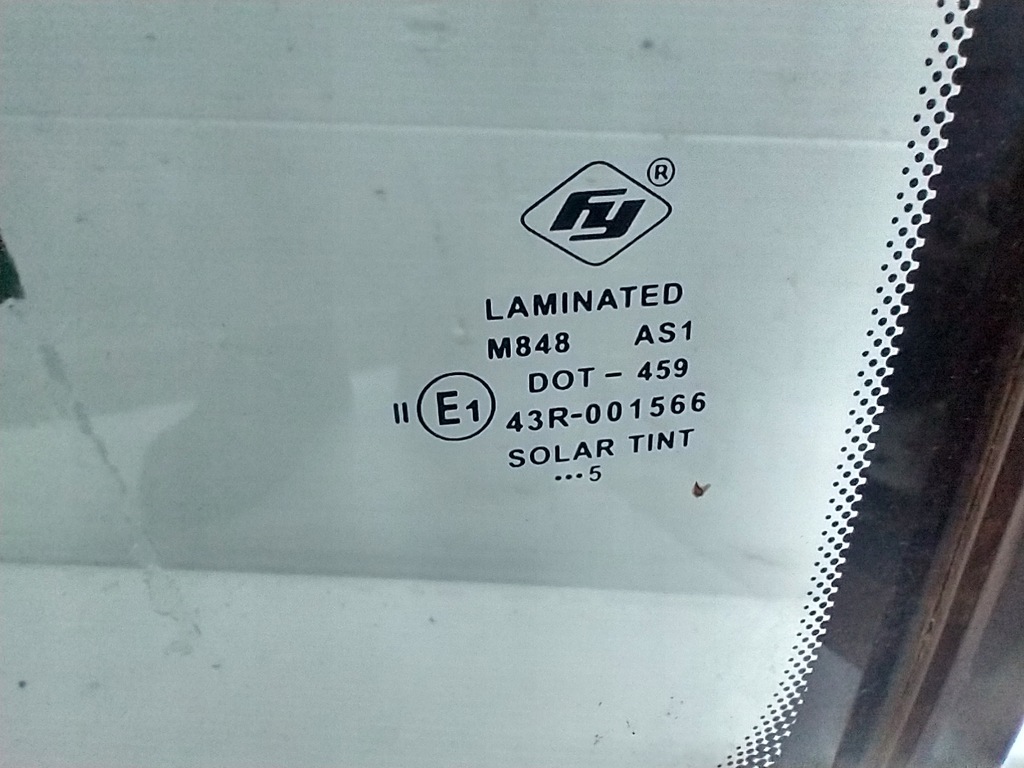 FY ®
LAMINATED
M848 AS1
DOT - 459
II E1 43R-001566
SOLAR TINT
...5